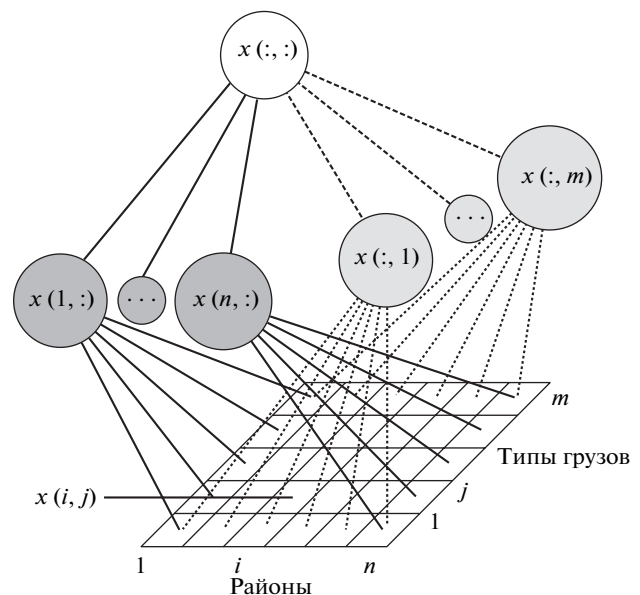 x (:, :)
x (:, m)
· · ·
x (:, 1)
x (1, :)
· · ·
x (n, :)
m
Типы грузов
x (i, j)
j
1
1
i
n
Районы